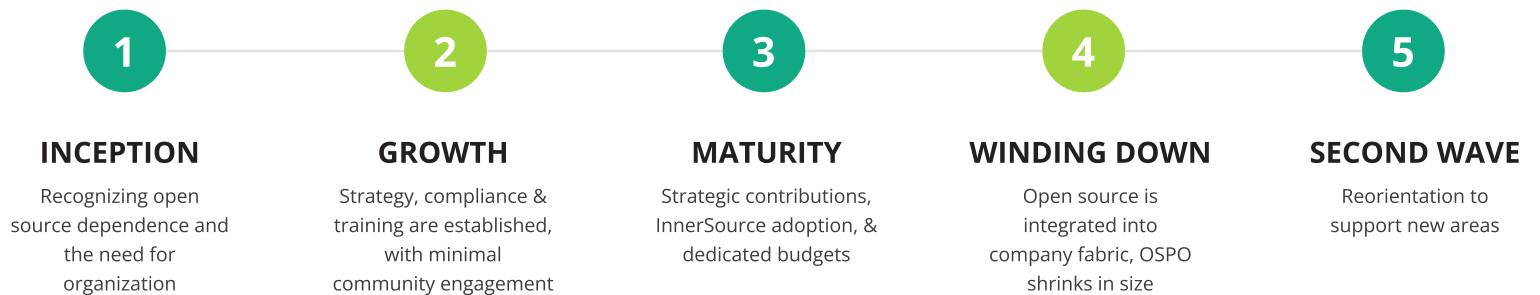 1
2
3
4
5
INCEPTION
Recognizing open
source dependence and
the need for
organization
GROWTH
Strategy, compliance &
training are established,
with minimal
community engagement
MATURITY
Strategic contributions,
InnerSource adoption, &
dedicated budgets
WINDING DOWN
Open source is
integrated into
company fabric, OSPO
shrinks in size
SECOND WAVE
Reorientation to
support new areas